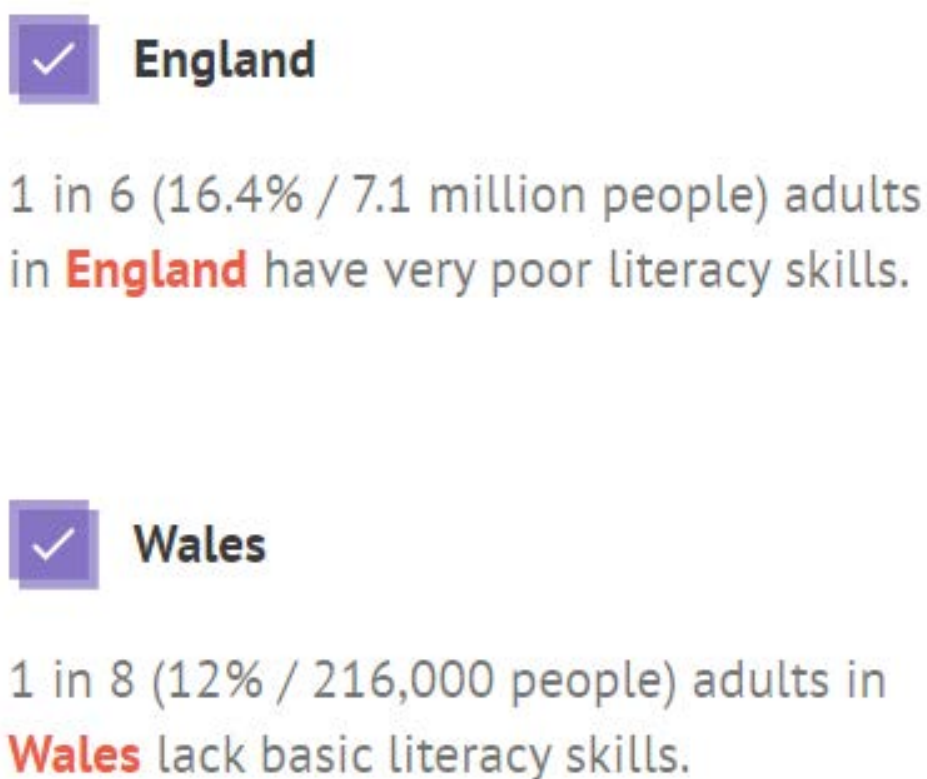 England
1 in 6 (16.4% / 7.1 million people) adults
in England have very poor literacy skills.
Wales
1 in 8 (12% / 216,000 people) adults in
Wales lack basic literacy skills.